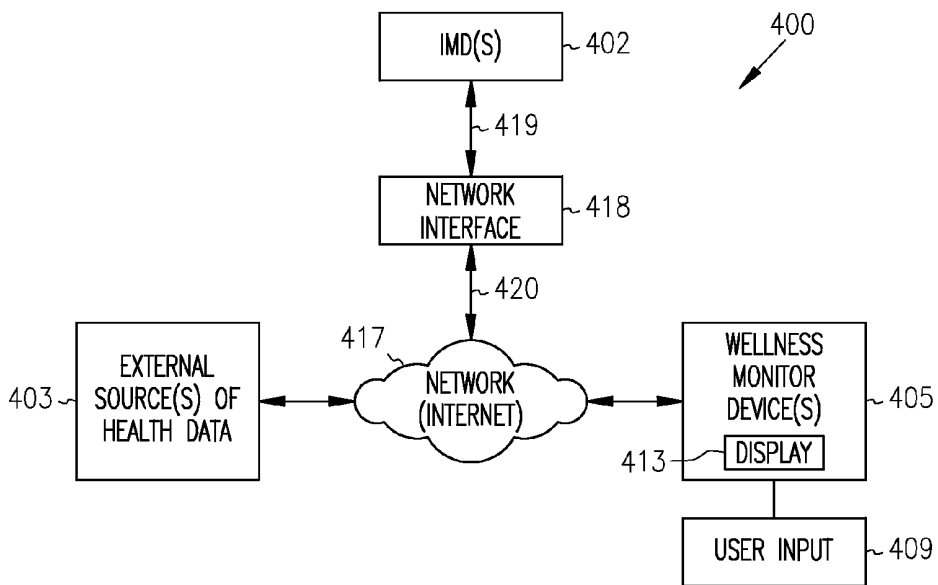 IMD(S)
402
400
419
NETWORK
INTERFACE
418
420
417
NETWORK
(INTERNET)
403
EXTERNAL
SOURCE(S) OF
HEALTH DATA
WELLNESS
MONITOR
DEVICE(S)
405
413
DISPLAY
USER INPUT
409